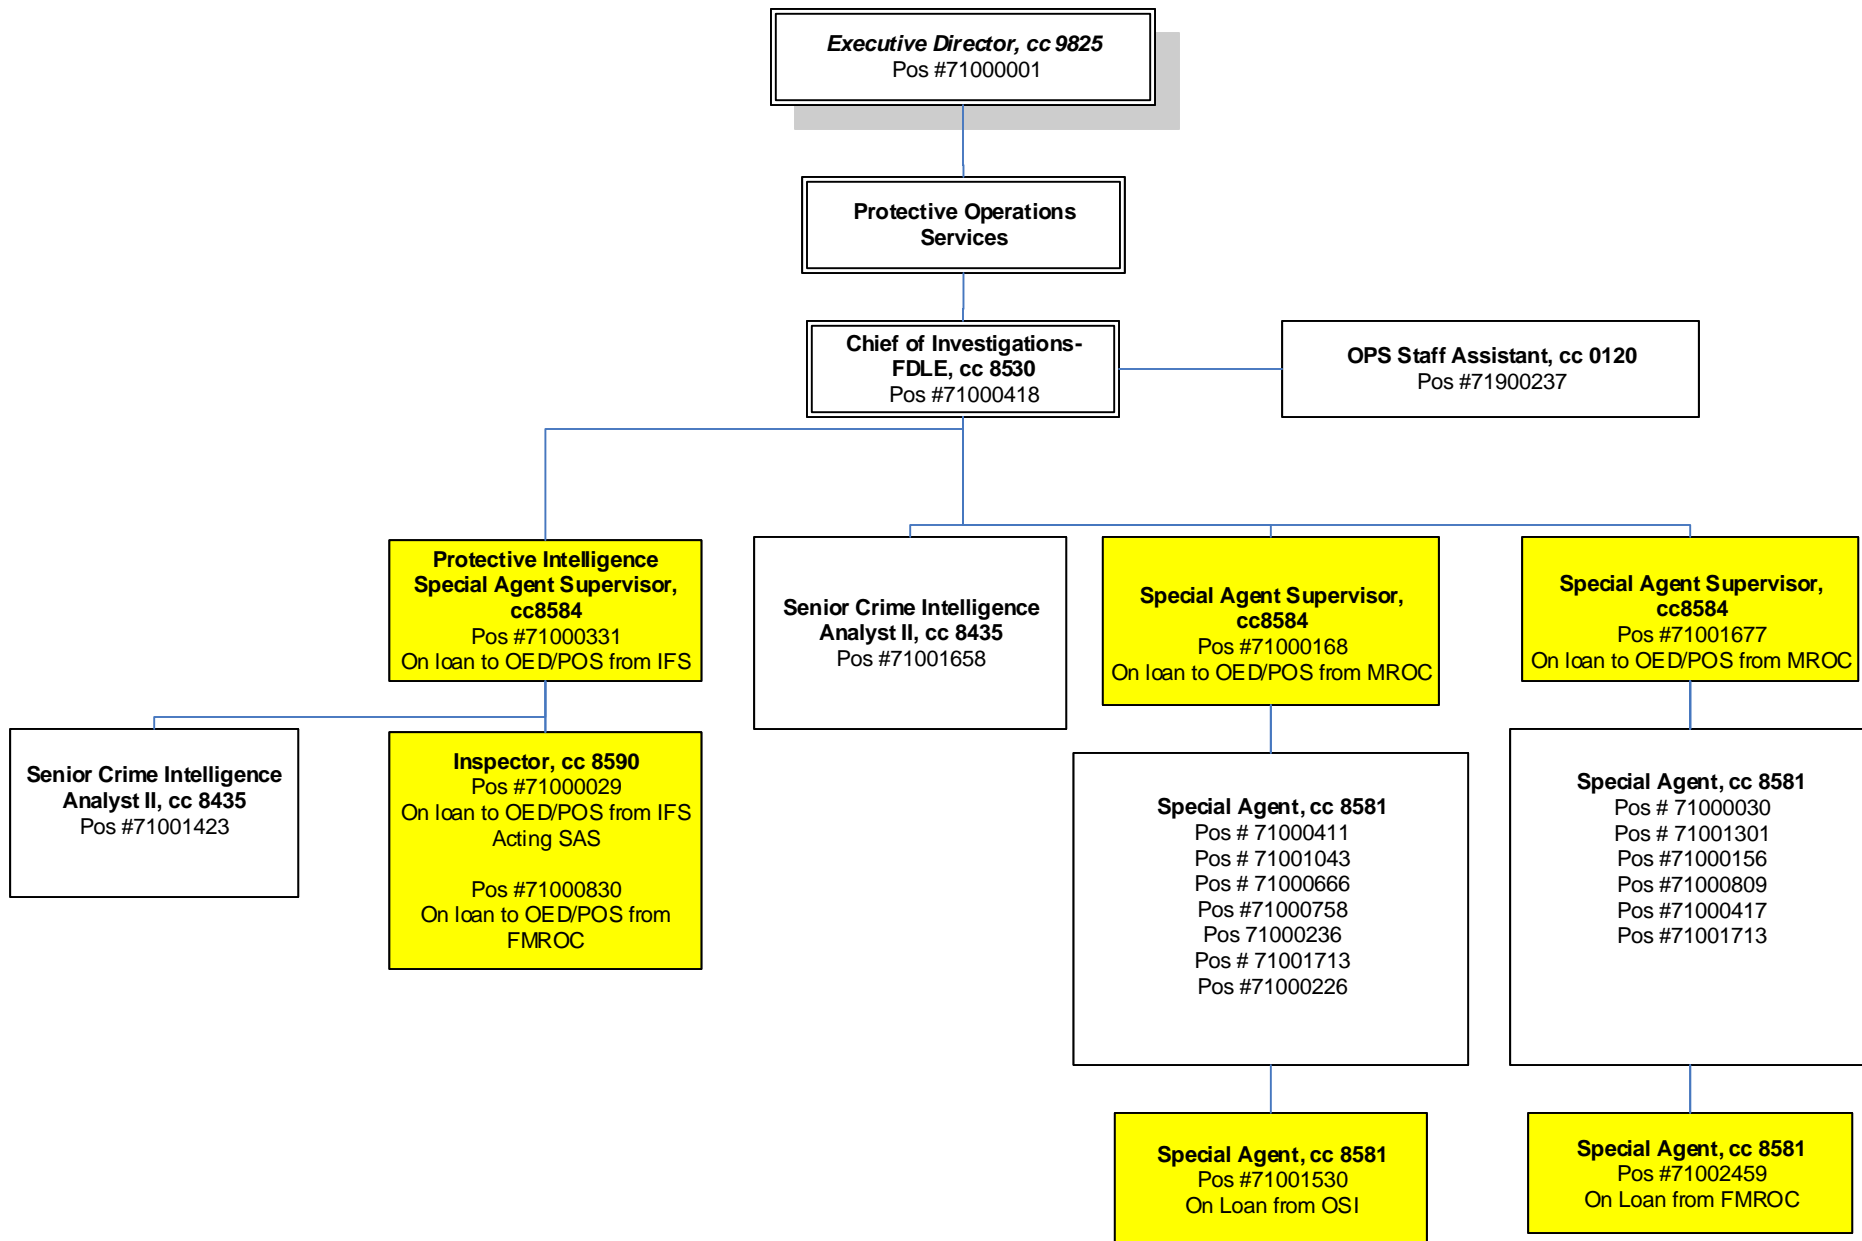 Executive Director, cc 9825
Pos #71000001
Protective Operations
Services
Chief of Investigations-
FDLE, cc 8530
Pos #71000418
OPS Staff Assistant, cc 0120
Pos #71900237
Protective Intelligence
Special Agent Supervisor,
cc8584
Pos #71000331
On loan to OED/POS from IFS
Senior Crime Intelligence
Analyst II, cc 8435
Pos #71001658
Special Agent Supervisor,
cc8584
Pos #71000168
On loan to OED/POS from MROC
Special Agent Supervisor,
cc8584
Pos #71001677
On loan to OED/POS from MROC
Senior Crime Intelligence
Analyst II, cc 8435
Pos #71001423
Inspector, cc 8590
Pos #71000029
On loan to OED/POS from IFS
Acting SAS
Pos #71000830
On loan to OED/POS from
FMROC
Special Agent, cc 8581
Pos # 71000411
Pos # 71001043
Pos # 71000666
Pos #71000758
Pos 71000236
Pos # 71001713
Pos #71000226
Special Agent, cc 8581
Pos # 71000030
Pos # 71001301
Pos #71000156
Pos #71000809
Pos #71000417
Pos #71001713
Special Agent, cc 8581
Pos #71001530
On Loan from OSI
Special Agent, cc 8581
Pos #71002459
On Loan from FMROC